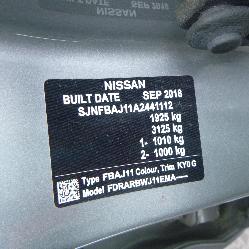 NISSAN
BUILT DATE SEP 2018
SJNFBAJ11A2441112
1925 kg
3125 kg
1- 1010 kg
2- 1000 kg
Type FBAJ11 Colour, Trim KY0 G
Model FDRARBWJ11EMA-----